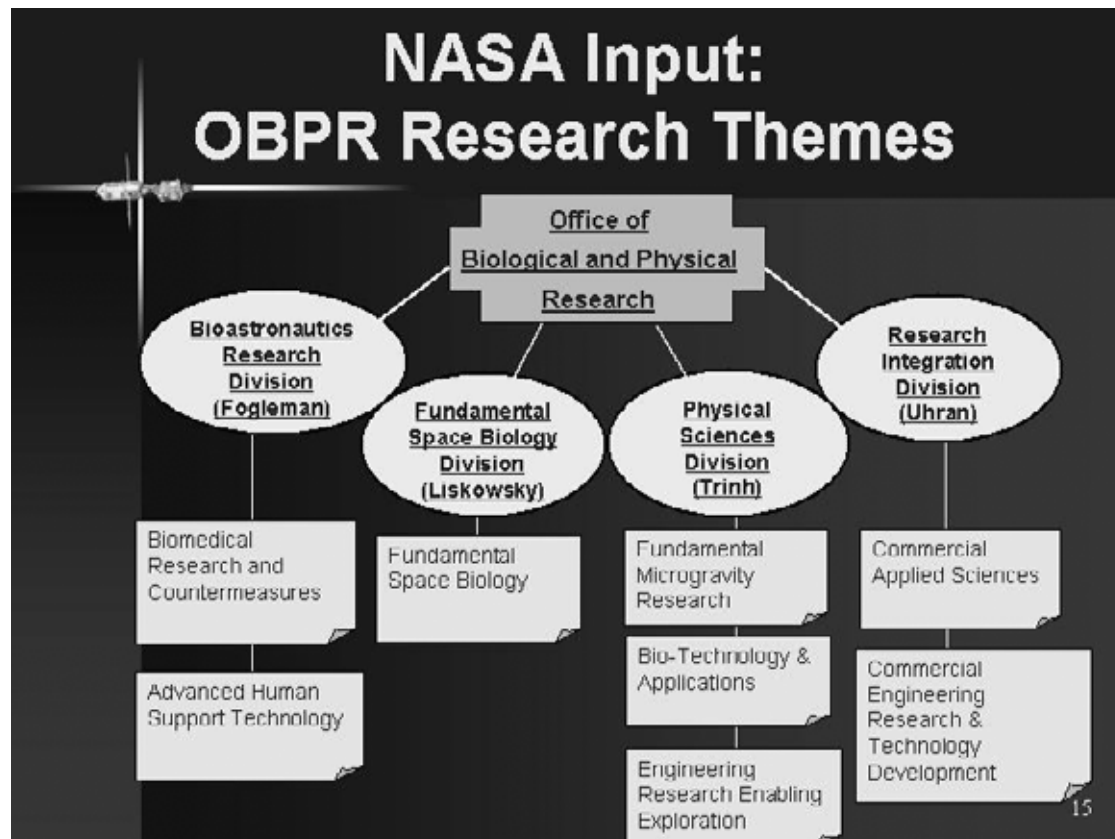 NASA Input:
OBPR Research Themes
Office of
Biological and Physical
Research
Bioastronautics
Research
Division
(Fogleman)
Fundamental
Space Biology
Division
(Liskowsky)
Physical
Sciences
Division
(Trinh)
Research
Integration
Division
(Uhran)
Biomedical
Research and
Countermeasures
Advanced Human
Support Technology
Fundamental
Space Biology
Fundamental
Microgravity
Research
Bio-Technology &
Applications
Engineering
Research Enabling
Exploration
Commercial
Applied Sciences
Commercial
Engineering
Research &
Technology
Development
15